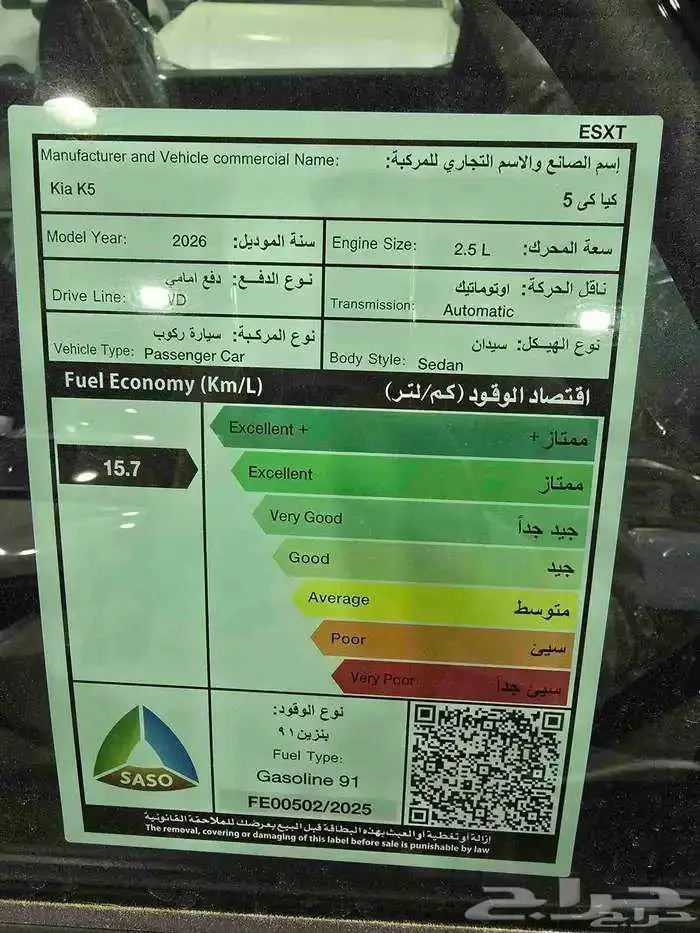 ESXT
Manufacturer and Vehicle commercial Name: إسم الصانع والاسم التجاري للمركبة:
Kia K5 كيا كى 5
Model Year: 2026 سنة الموديل:
Engine Size: 2.5 L سعة المحرك:
Drive Line: WD نوع الدفع: دفع امامي
Transmission: Automatic ناقل الحركة: اوتوماتيك
Vehicle Type: Passenger Car نوع المركبة: سيارة ركوب
Body Style: Sedan نوع الهيكل: سيدان
Fuel Economy (Km/L) اقتصاد الوقود (كم/لتر)
Excellent + ممتاز +
15.7
Excellent ممتاز
Very Good جيد جداً
Good جيد
Average متوسط
Poor سيئ
Very Poor سيئ جداً
SASO
نوع الوقود:
بنزين ٩١
Fuel Type:
Gasoline 91
FE00502/2025
إزالة أو تغطية أو العبث بهذه البطاقة قبل البيع يعرضك للملاحقة القانونية
The removal, covering or damaging of this label before sale is punishable by law
حراج
حراج